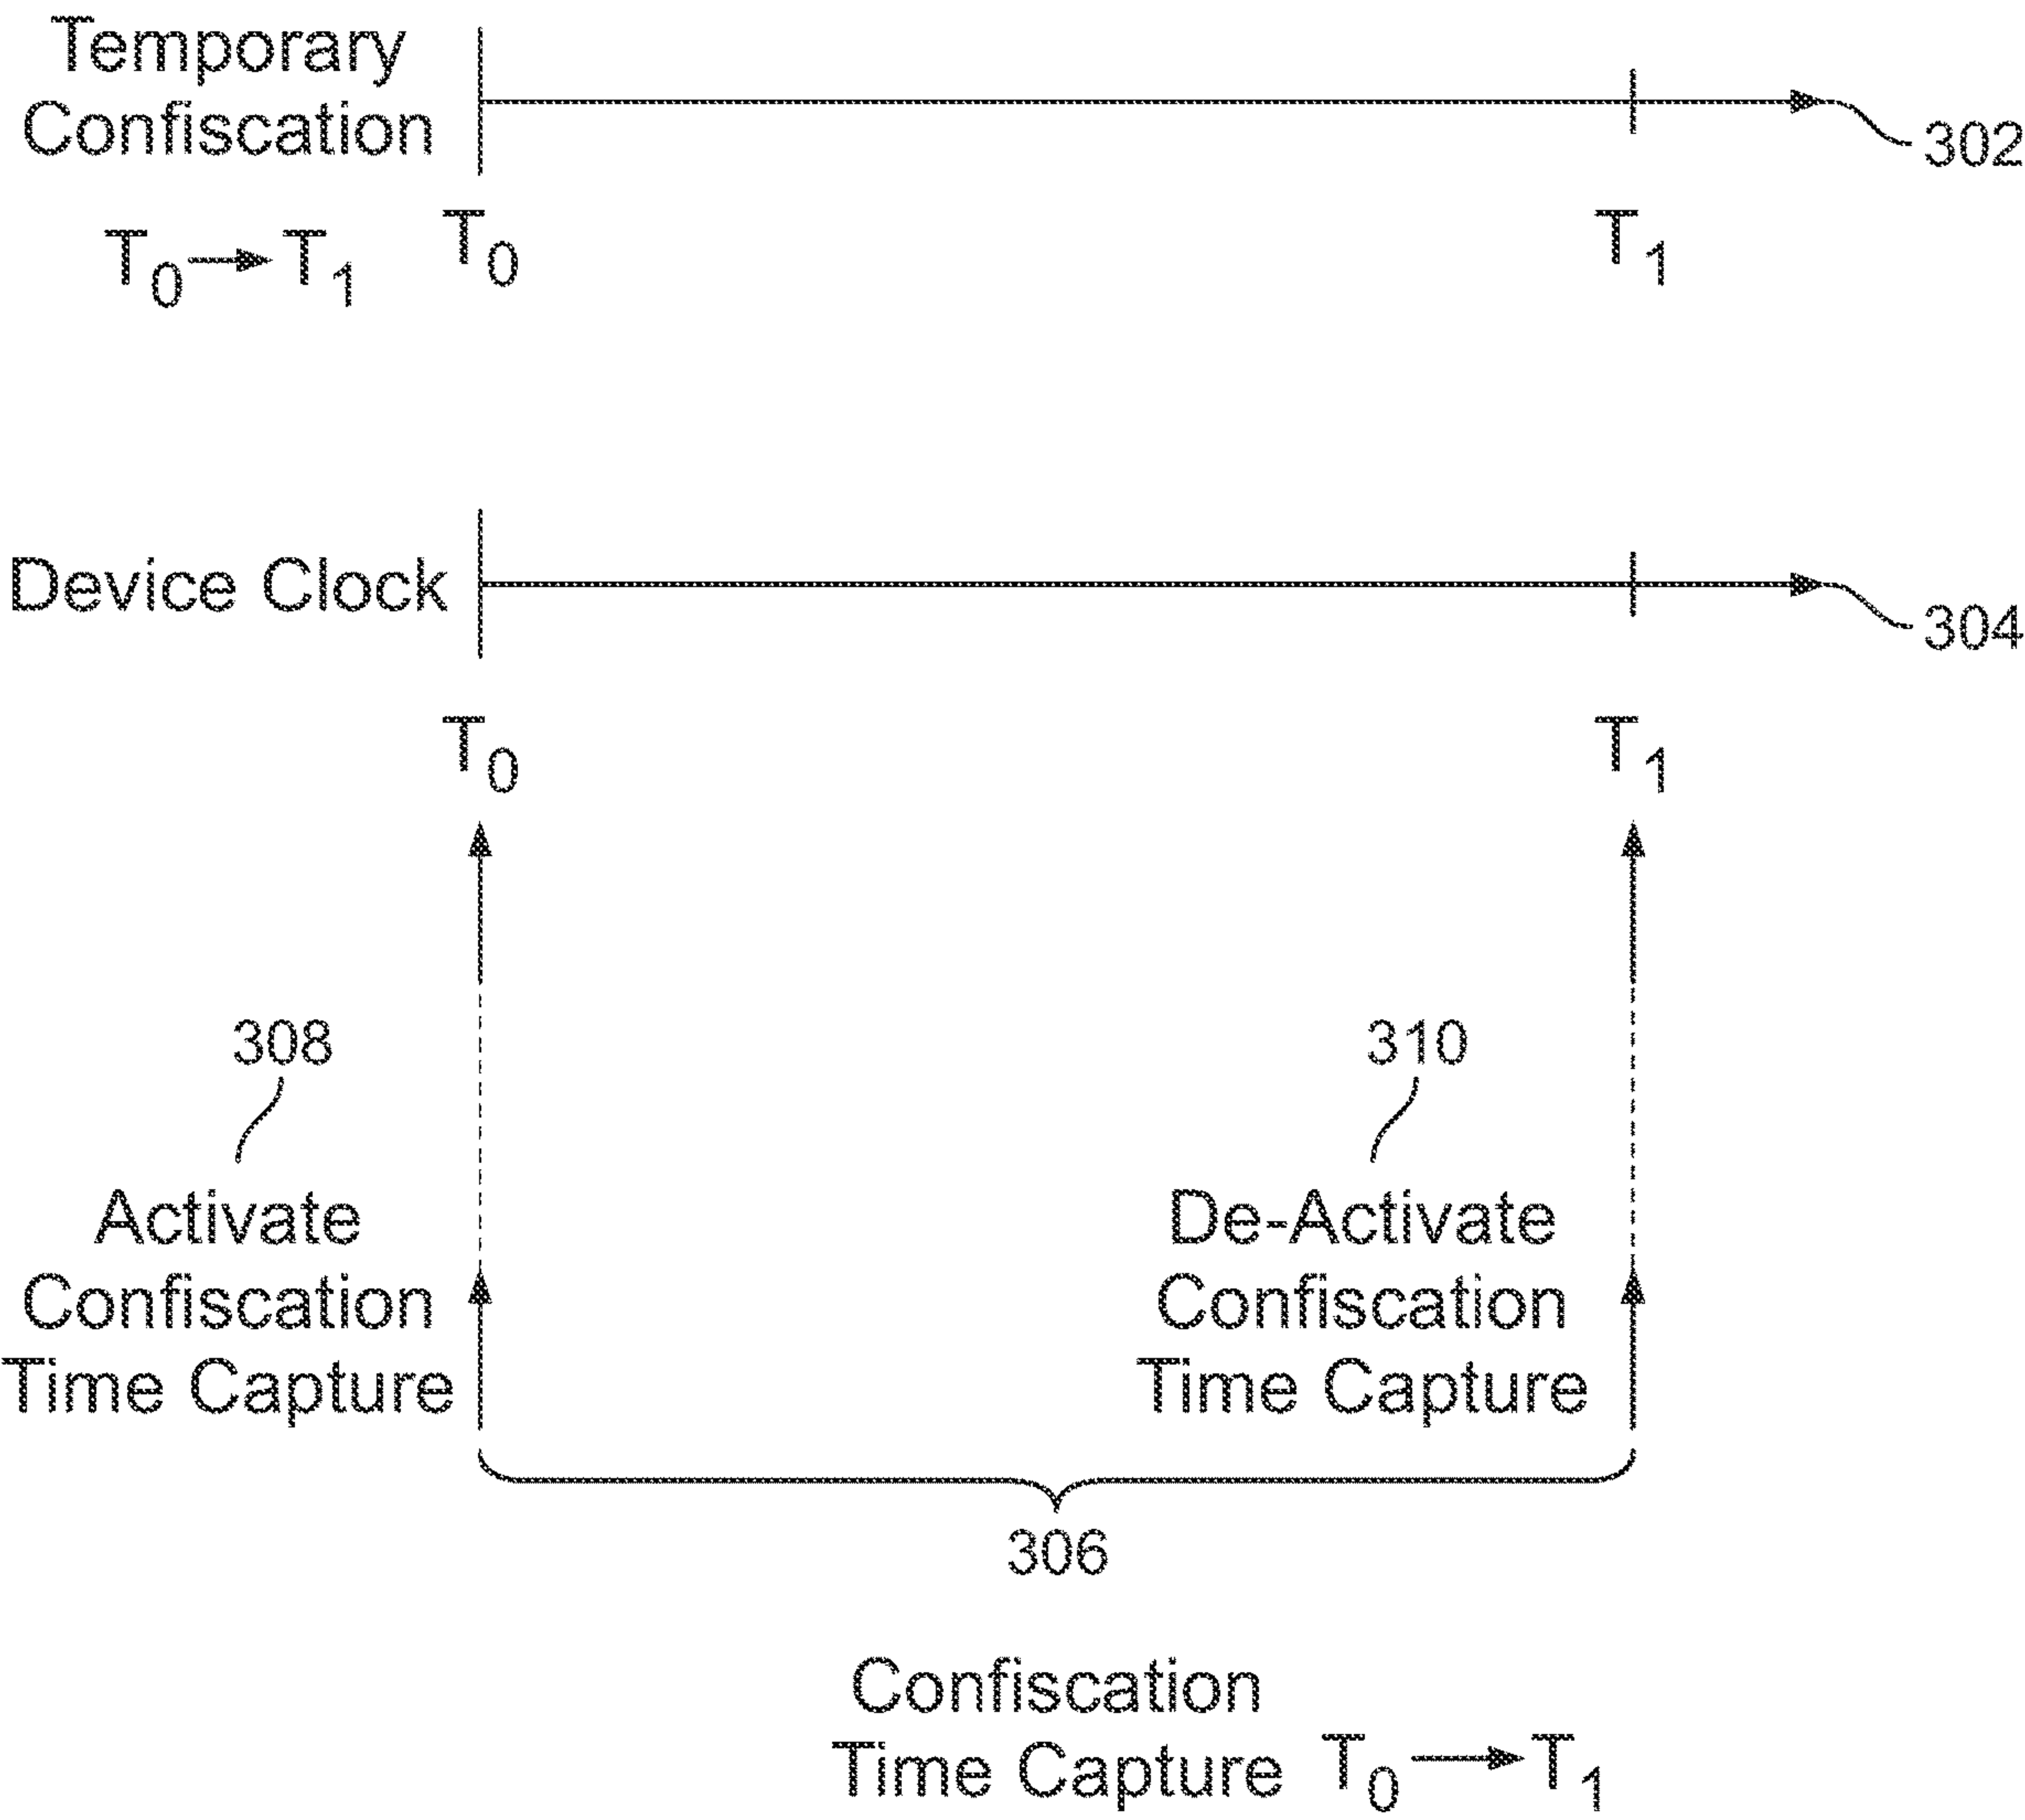 Temporary
Confiscation
302
T0 → T1
T0
T1
Device Clock
304
T0
T1
308
310
Activate
Confiscation
Time Capture
De-Activate
Confiscation
Time Capture
306
Confiscation
Time Capture T0 → T1